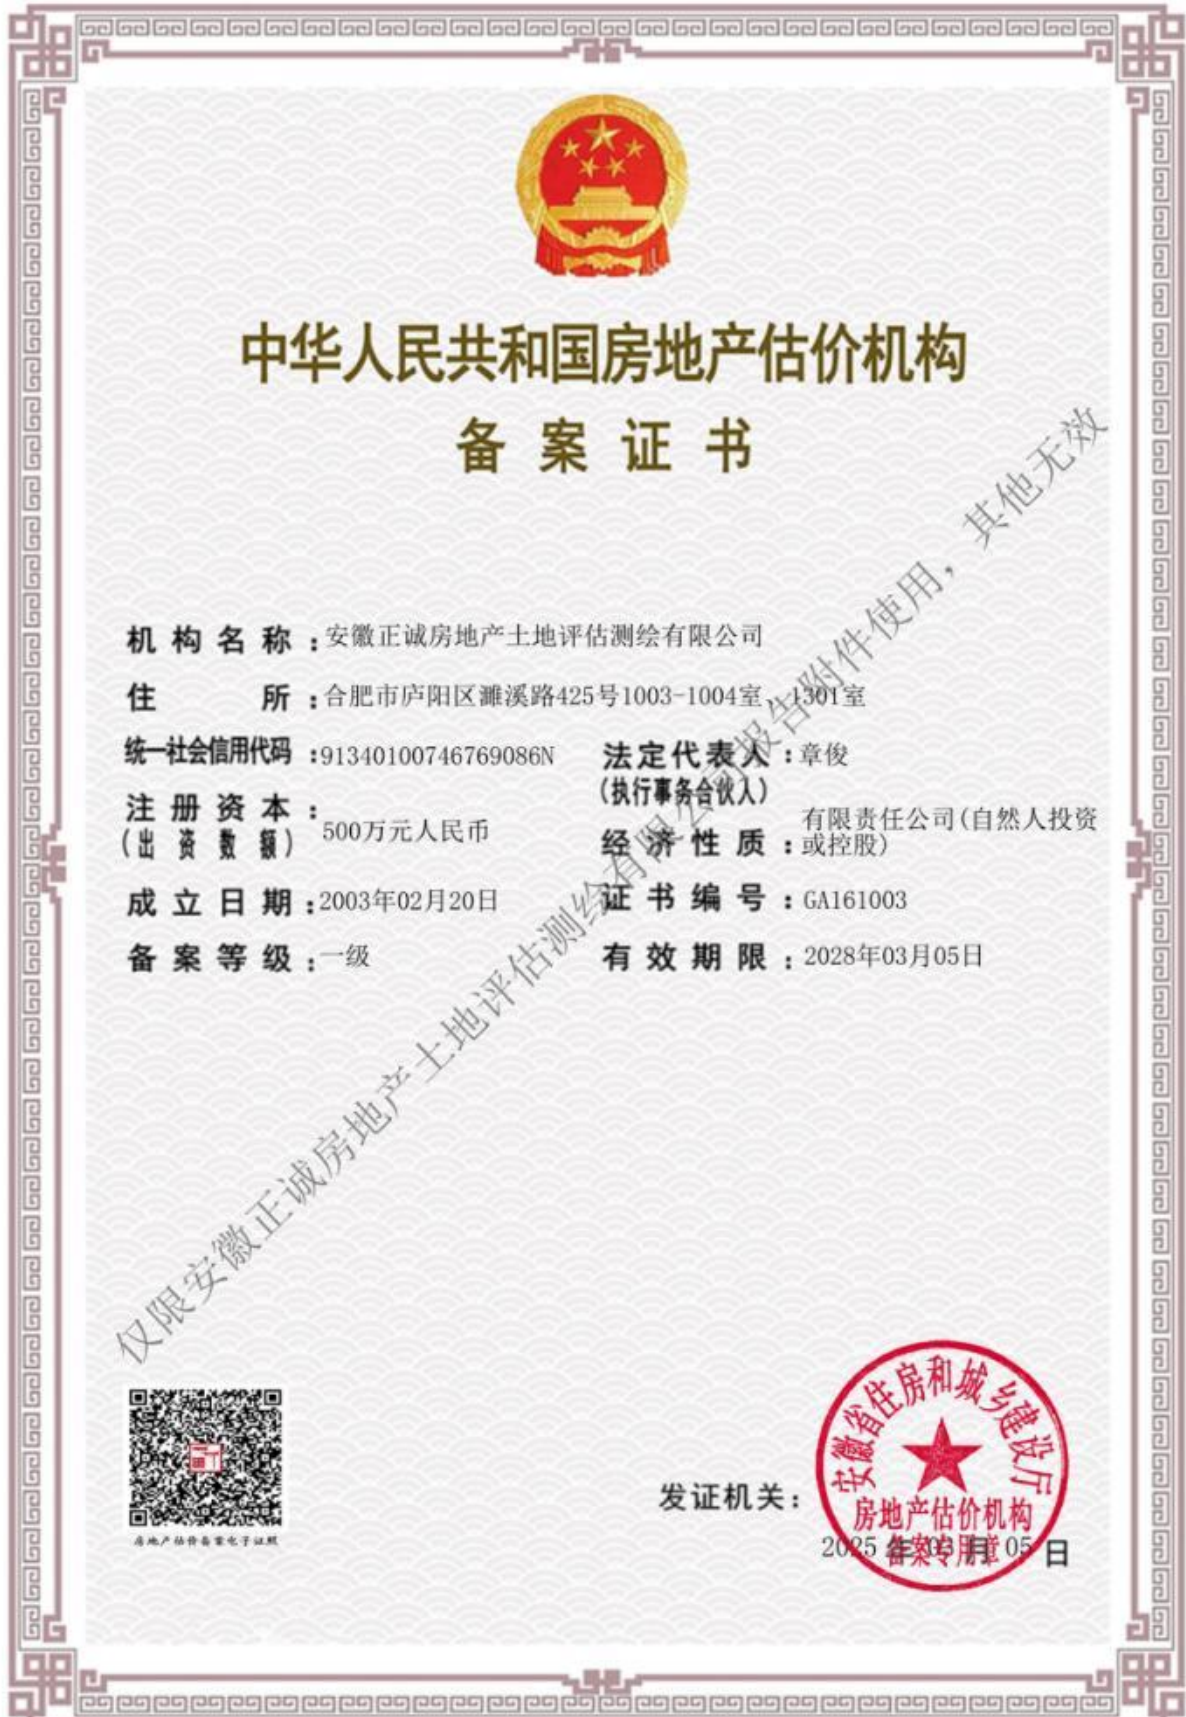 中华人民共和国房地产估价机构
备案证书
机构名称：安徽正诚房地产土地评估测绘有限公司
住所：合肥市庐阳区濉溪路425号1003-1004室、1301室
统一社会信用代码：91340100746769086N
法定代表人：章俊
(执行事务合伙人)
注册资本：500万元人民币
(出资数额)
经济性质：有限责任公司(自然人投资
或控股)
成立日期：2003年02月20日
证书编号：GA161003
备案等级：一级
有效期限：2028年03月05日
仅限安徽正诚房地产土地评估测绘有限公司报告附件使用，其他无效
房地产估价备案电子证照
发证机关：
安徽省住房和城乡建设厅
房地产估价机构
备案专用章
2025年03月05日